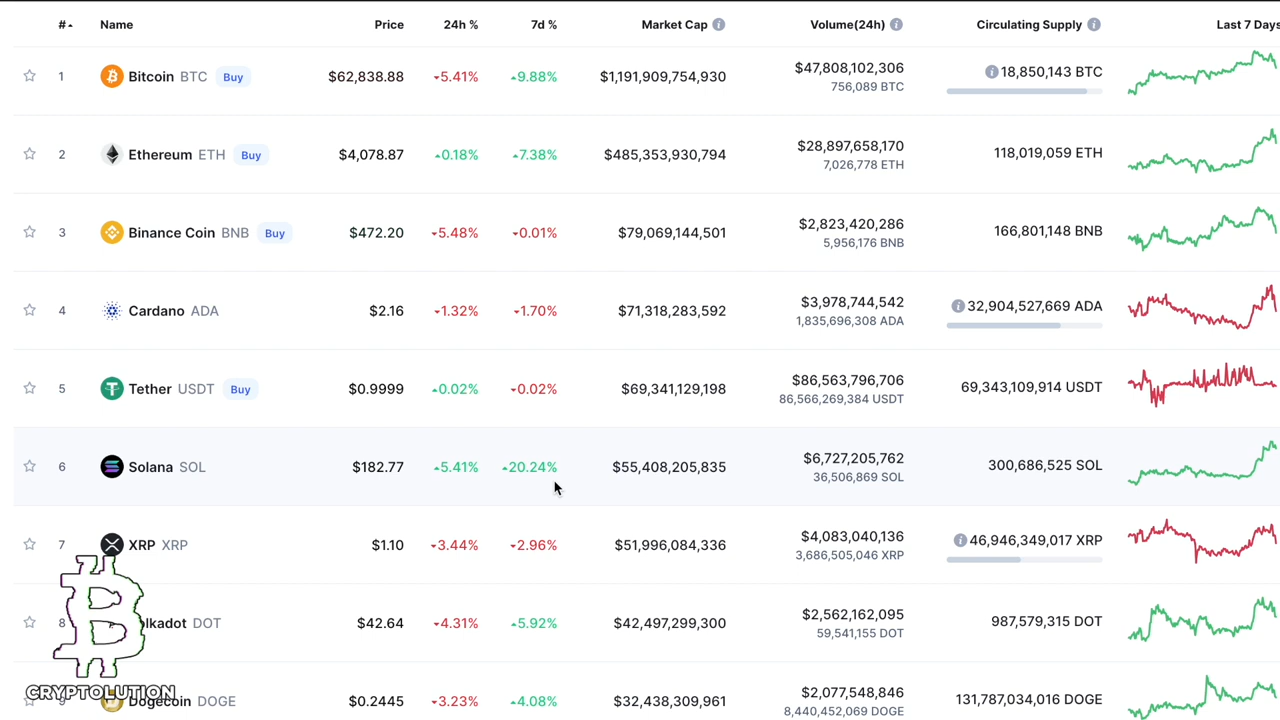 # Name Price 24h % 7d % Market Cap Volume(24h) Circulating Supply Last 7 Days
1 Bitcoin BTC Buy $62,838.88 5.41% 9.88% $1,191,909,754,930 $47,808,102,306 18,850,143 BTC
756,089 BTC
2 Ethereum ETH Buy $4,078.87 0.18% 7.38% $485,353,930,794 $28,897,658,170 118,019,059 ETH
7,026,778 ETH
3 Binance Coin BNB Buy $472.20 5.48% 0.01% $79,069,144,501 $2,823,420,286 166,801,148 BNB
5,956,176 BNB
4 Cardano ADA $2.16 1.32% 1.70% $71,318,283,592 $3,978,744,542 32,904,527,669 ADA
1,835,696,308 ADA
5 Tether USDT Buy $0.9999 0.02% 0.02% $69,341,129,198 $86,563,796,706 69,343,109,914 USDT
86,566,269,384 USDT
6 Solana SOL $182.77 5.41% 20.24% $55,408,205,835 $6,727,205,762 300,686,525 SOL
36,506,869 SOL
7 XRP XRP $1.10 3.44% 2.96% $51,996,084,336 $4,083,040,136 46,946,349,017 XRP
3,686,505,046 XRP
8 lkadot DOT $42.64 4.31% 5.92% $42,497,299,300 $2,562,162,095 987,579,315 DOT
59,541,155 DOT
CRYPTOLUTION
9 Dogecoin DOGE $0.2445 3.23% 4.08% $32,438,309,961 $2,077,548,846 131,787,034,016 DOGE
8,440,452,069 DOGE